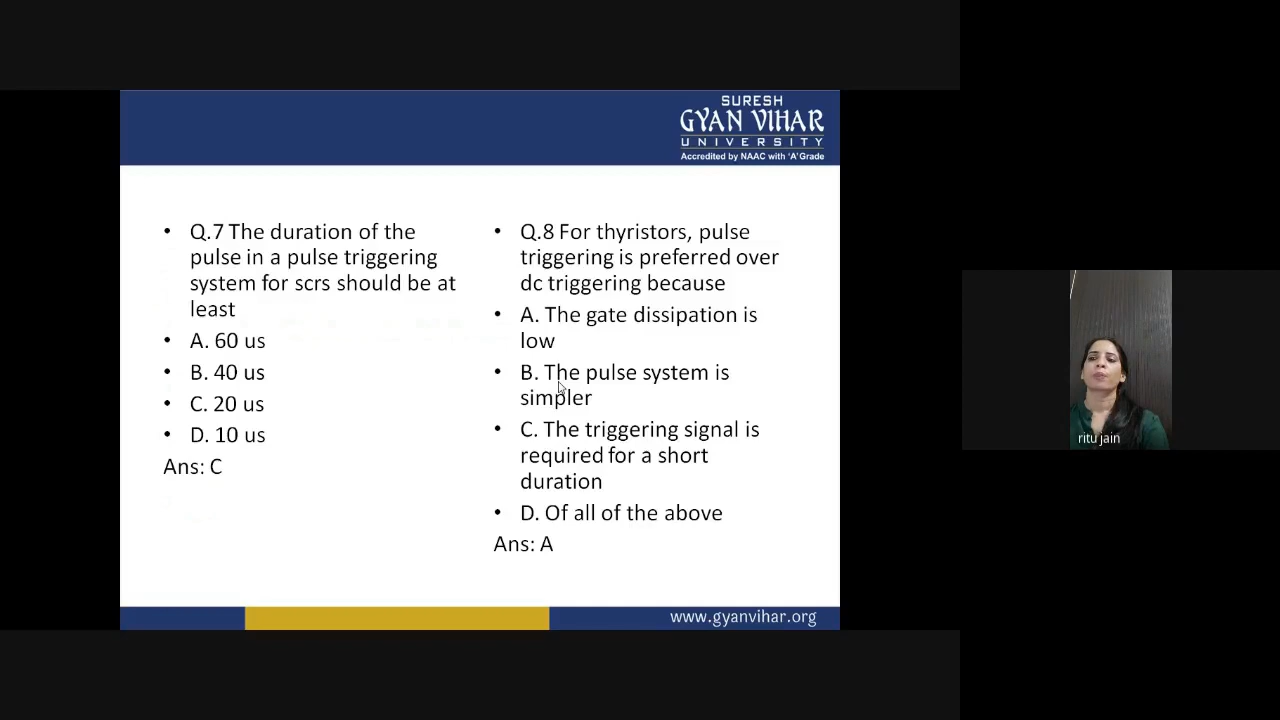 SURESH
GYAN VIHAR
UNIVERSITY
Accredited by NAAC with 'A' Grade
• Q.7 The duration of the
pulse in a pulse triggering
system for scrs should be at
least
• A. 60 us
• B. 40 us
• C. 20 us
• D. 10 us
Ans: C
• Q.8 For thyristors, pulse
triggering is preferred over
dc triggering because
• A. The gate dissipation is
low
• B. The pulse system is
simpler
• C. The triggering signal is
required for a short
duration
• D. Of all of the above
Ans: A
www.gyanvihar.org
ritu jain